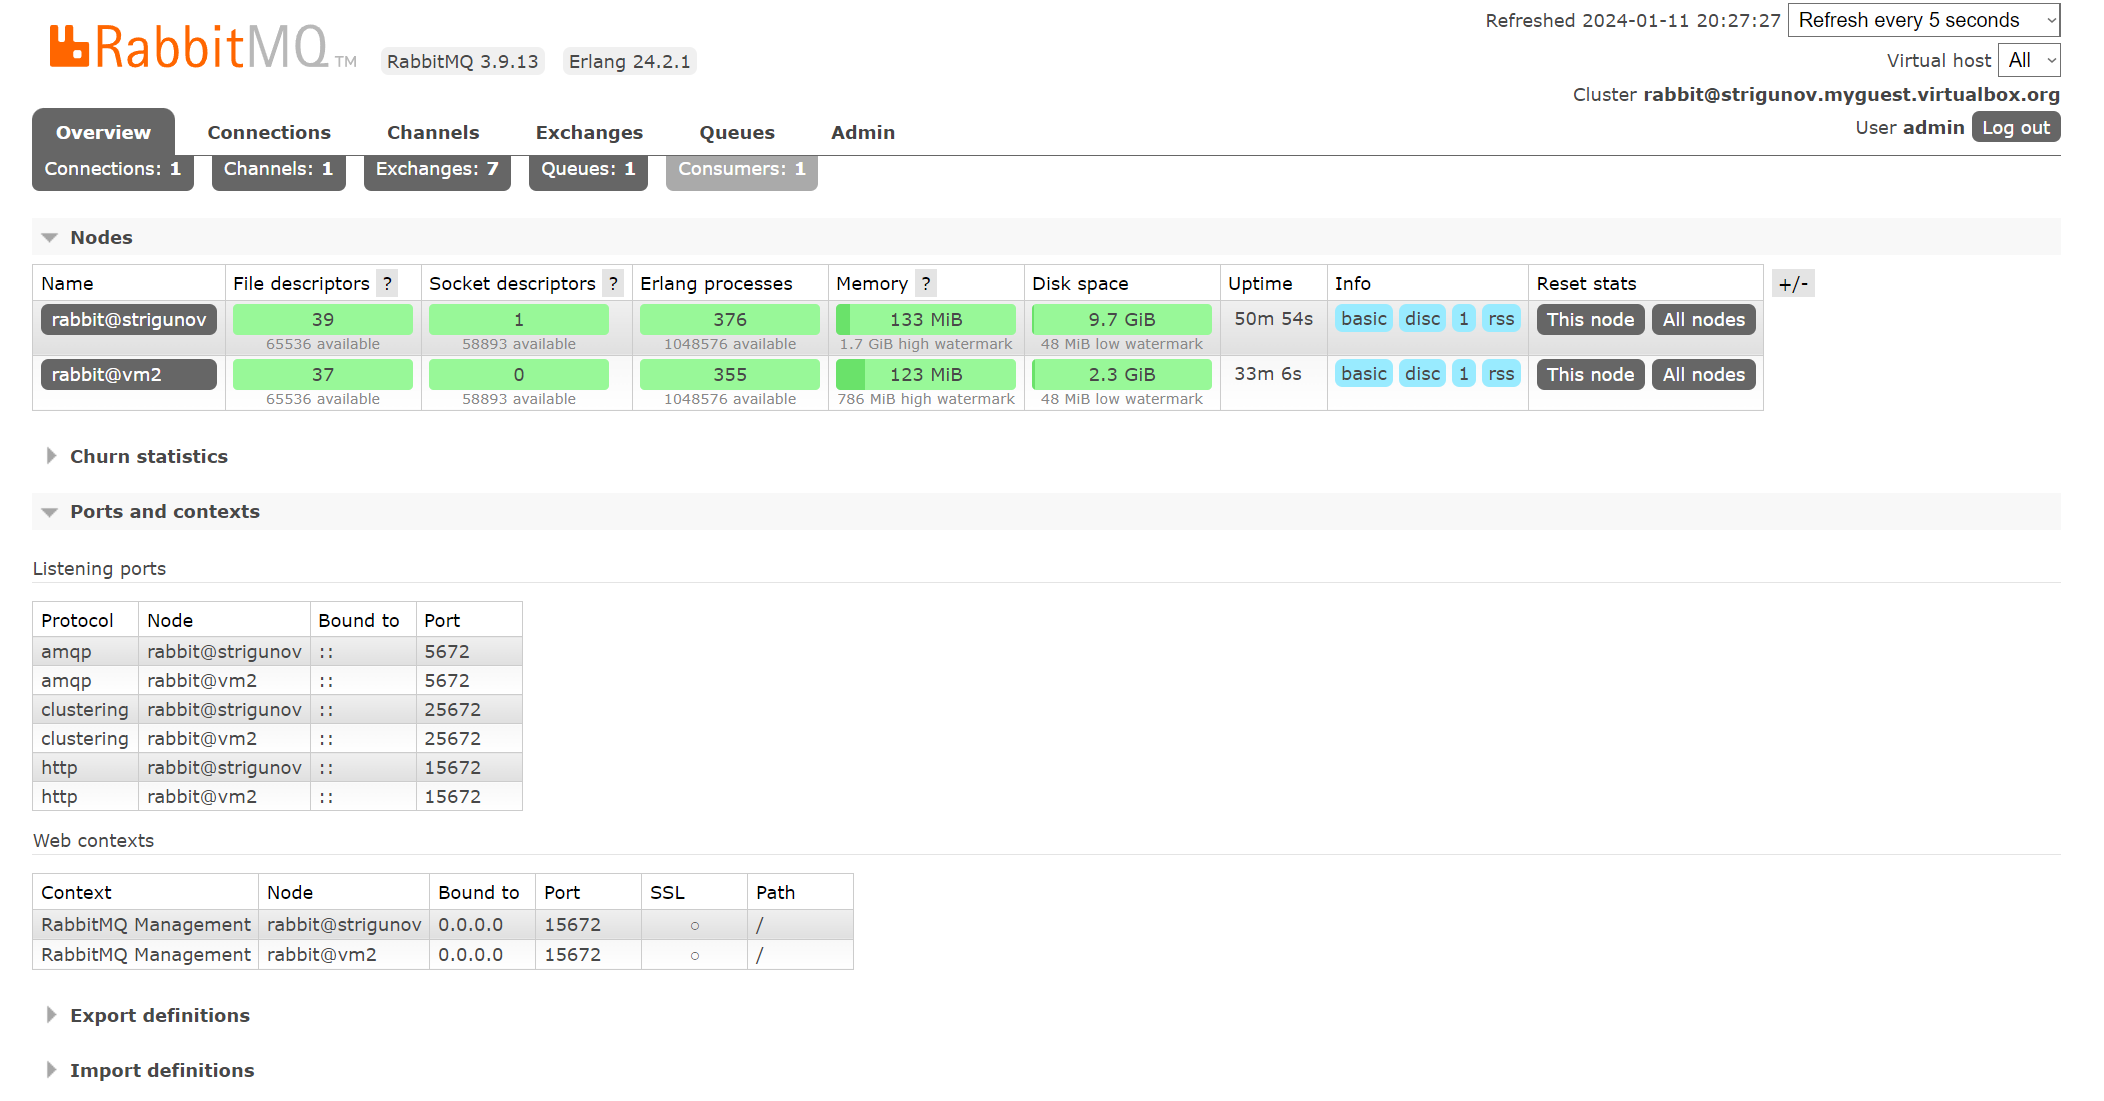 Refreshed 2024-01-11 20:27:27 Refresh every 5 seconds
RabbitMQ TM RabbitMQ 3.9.13 Erlang 24.2.1
Virtual host All
Cluster rabbit@strigunov.myguest.virtualbox.org
Overview Connections Channels Exchanges Queues Admin
User admin Log out
Connections: 1 Channels: 1 Exchanges: 7 Queues: 1 Consumers: 1
Nodes
Name File descriptors ? Socket descriptors ? Erlang processes Memory ? Disk space Uptime Info Reset stats +/-
rabbit@strigunov 39 1 376 133 MiB 9.7 GiB 50m 54s basic disc 1 rss This node All nodes
65536 available 58893 available 1048576 available 1.7 GiB high watermark 48 MiB low watermark
rabbit@vm2 37 0 355 123 MiB 2.3 GiB 33m 6s basic disc 1 rss This node All nodes
65536 available 58893 available 1048576 available 786 MiB high watermark 48 MiB low watermark
Churn statistics
Ports and contexts
Listening ports
Protocol Node Bound to Port
amqp rabbit@strigunov :: 5672
amqp rabbit@vm2 :: 5672
clustering rabbit@strigunov :: 25672
clustering rabbit@vm2 :: 25672
http rabbit@strigunov :: 15672
http rabbit@vm2 :: 15672
Web contexts
Context Node Bound to Port SSL Path
RabbitMQ Management rabbit@strigunov 0.0.0.0 15672 ○ /
RabbitMQ Management rabbit@vm2 0.0.0.0 15672 ○ /
Export definitions
Import definitions